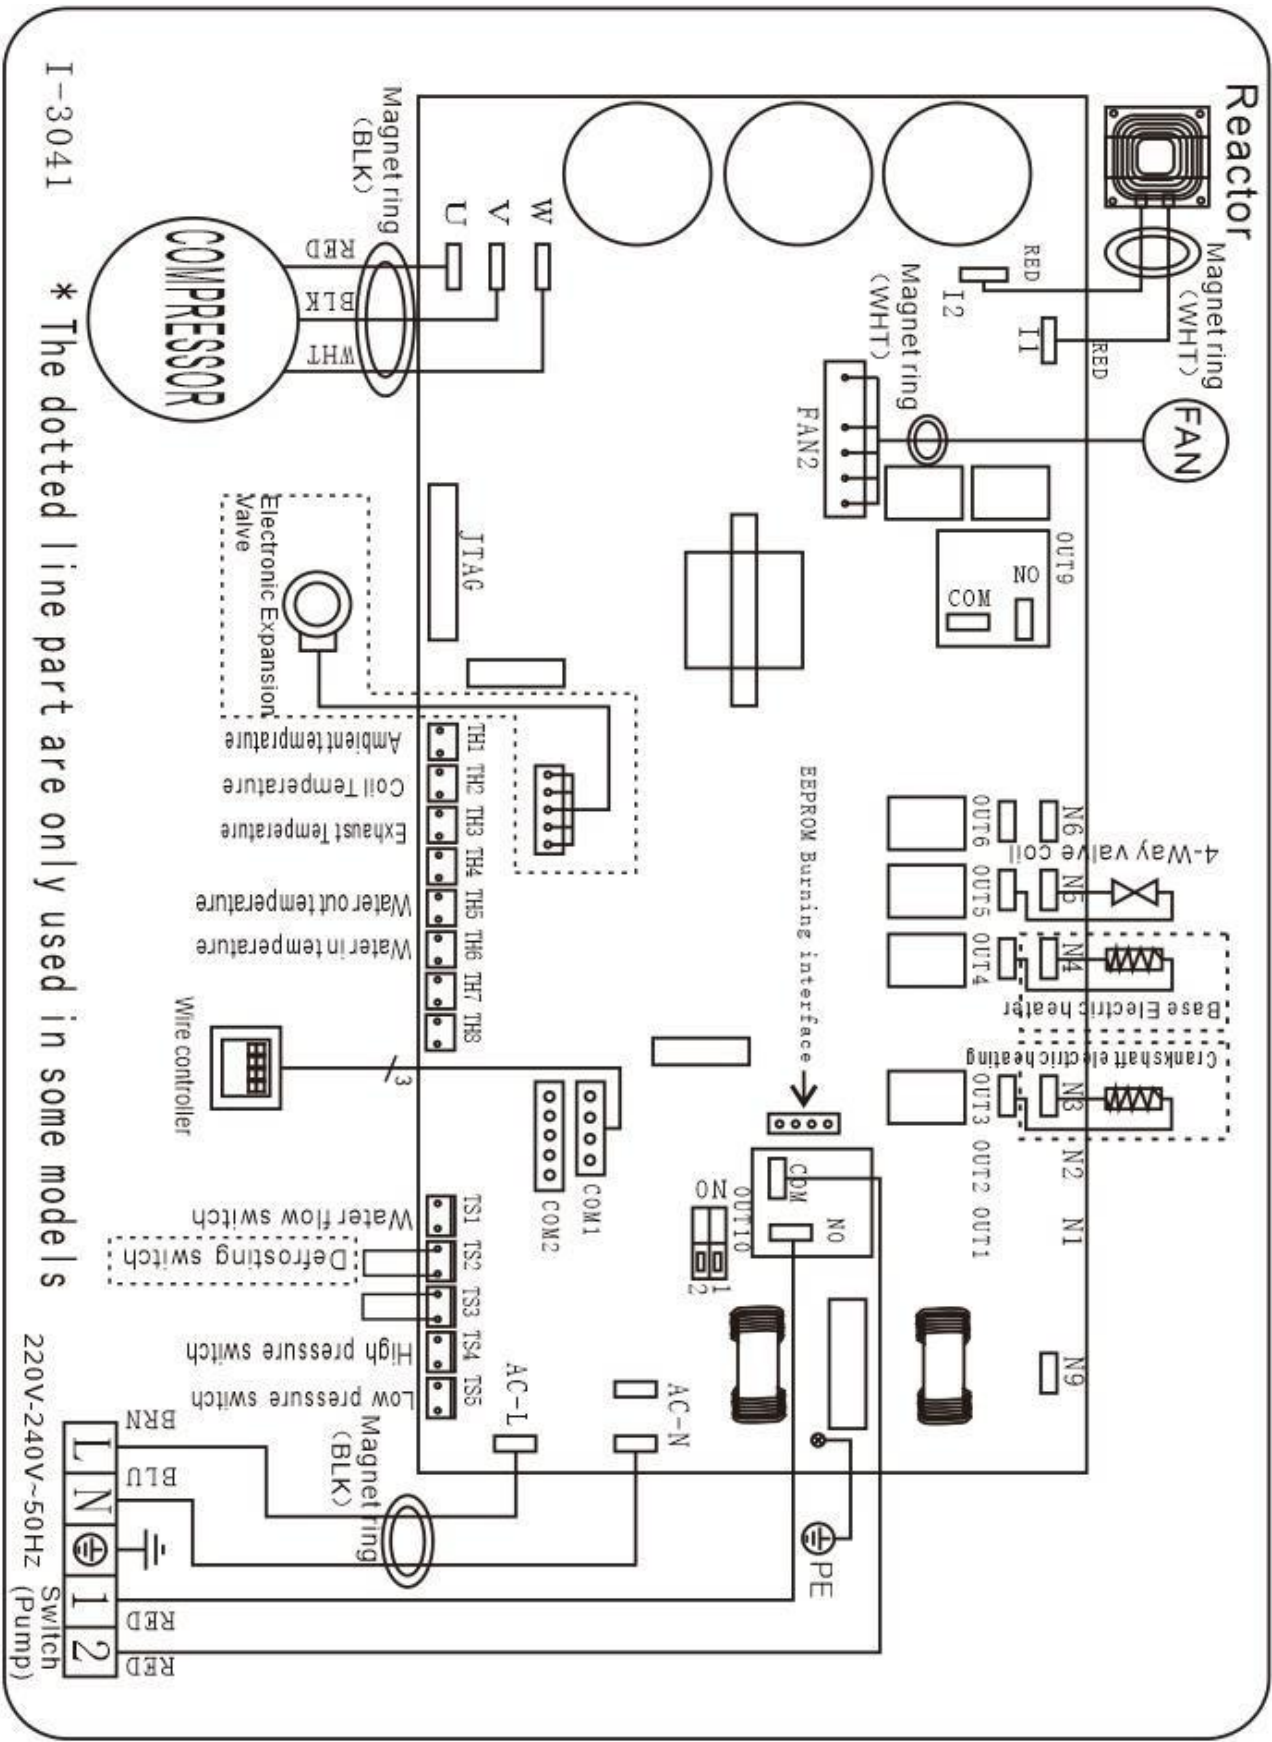 Reactor
Magnet ring
(WHT)
RED
I2
I1
RED
FAN
Magnet ring
(WHT)
FAN2
OUT9
NO
COM
Magnet ring
(BLK)
U
V
W
RED
BLK
WHT
COMPRESSOR
I-3041
JTAG
Electronic Expansion
Valve
TH1
Ambient temprature
TH2
Coil Temperature
TH3
Exhaust Temperature
TH4
TH5
Water out temperature
TH6
Water in temperature
TH7
TH8
Wire controller
3
COM1
COM2
EEPROM Burning interface
OUT6
N6
4-Way valve coil
OUT5
N5
OUT4
N4
Base Electric heater
Crankshaft electric heating
OUT3
N3
OUT2
N2
OUT1
N1
N9
COM
NO
OUT10
ON
1
2
TS1
Water flow switch
TS2
Defrosting switch
TS3
TS4
High pressure switch
TS5
Low pressure switch
AC-L
AC-N
Magnet ring
(BLK)
PE
BRN
BLU
RED
RED
L
N
1
2
220V-240V~50Hz
Switch
(Pump)
* The dotted line part are only used in some models